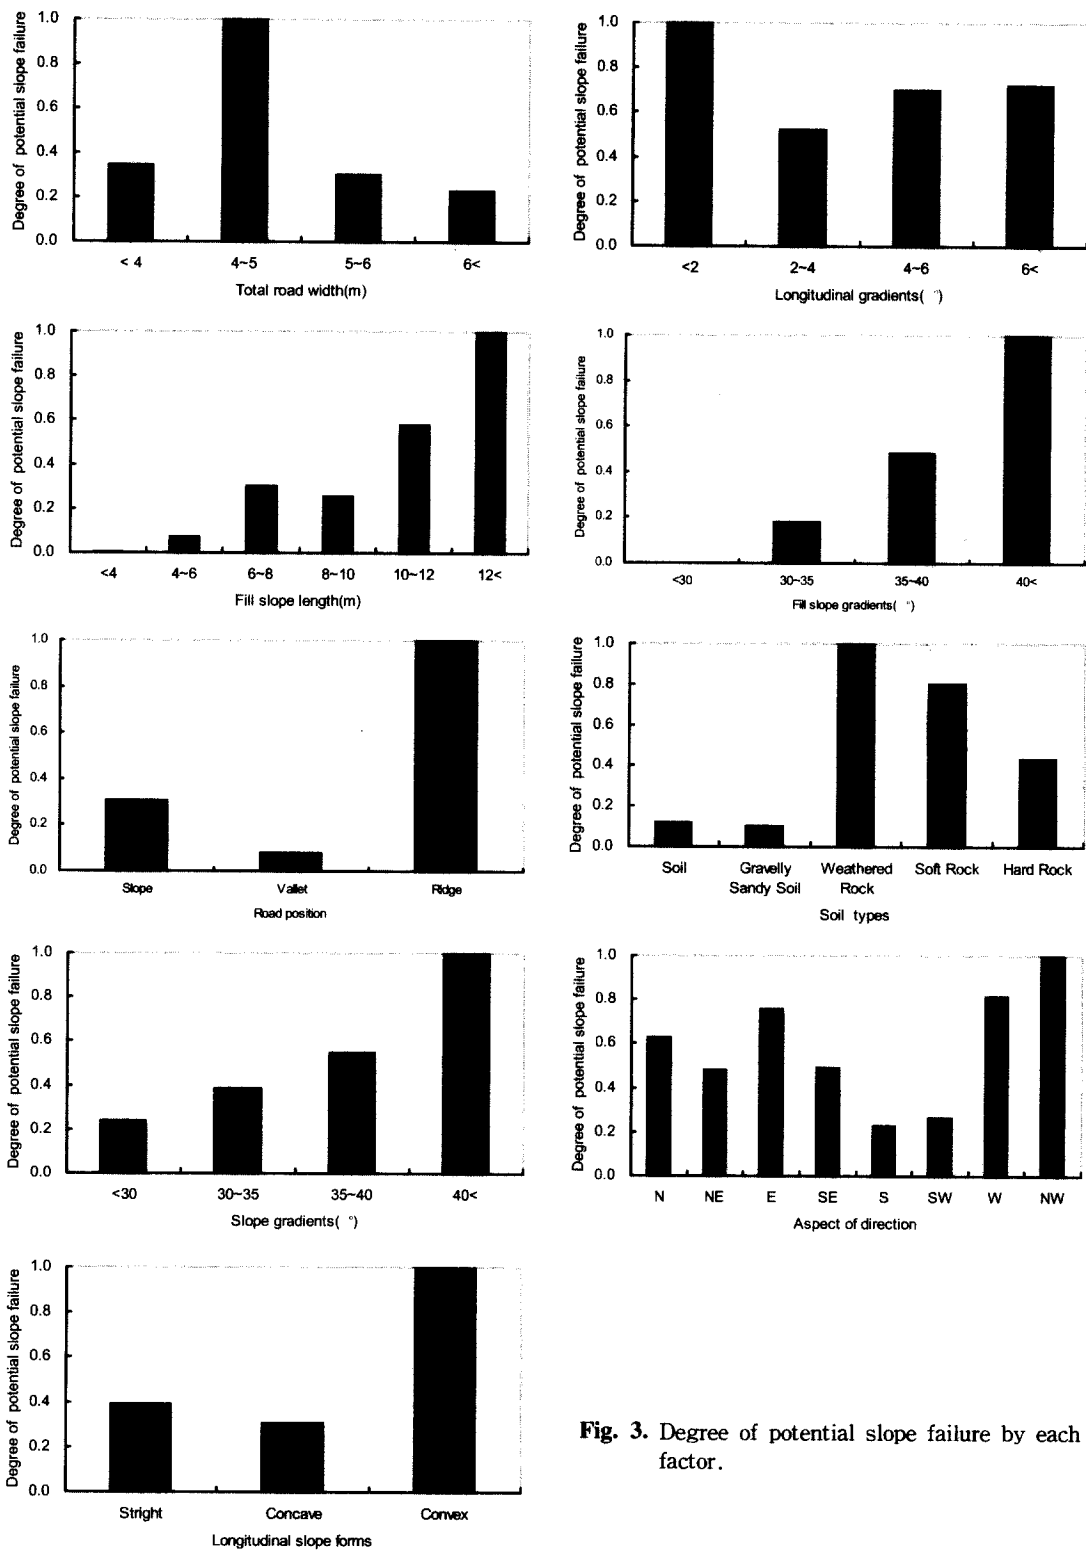 Degree of potential slope failure
1.0
0.8
0.6
0.4
0.2
0.0
< 4 4~5 5~6 6<
Total road width(m)
Degree of potential slope failure
1.0
0.8
0.6
0.4
0.2
0.0
<2 2~4 4~6 6<
Longitudinal gradients( °)
Degree of potential slope failure
1.0
0.8
0.6
0.4
0.2
0.0
<4 4~6 6~8 8~10 10~12 12<
Fill slope length(m)
Degree of potential slope failure
1.0
0.8
0.6
0.4
0.2
0.0
<30 30~35 35~40 40<
Fill slope gradients( °)
Degree of potential slope failure
1.0
0.8
0.6
0.4
0.2
0.0
Slope Vallet Ridge
Road position
Degree of potential slope failure
1.0
0.8
0.6
0.4
0.2
0.0
Soil Gravelly Weathered Soft Rock Hard Rock
Sandy Soil Rock
Soil types
Degree of potential slope failure
1.0
0.8
0.6
0.4
0.2
0.0
<30 30~35 35~40 40<
Slope gradients( °)
Degree of potential slope failure
1.0
0.8
0.6
0.4
0.2
0.0
N NE E SE S SW W NW
Aspect of direction
Degree of potential slope failure
1.0
0.8
0.6
0.4
0.2
0.0
Stright Concave Convex
Longitudinal slope forms
Fig. 3. Degree of potential slope failure by each
factor.